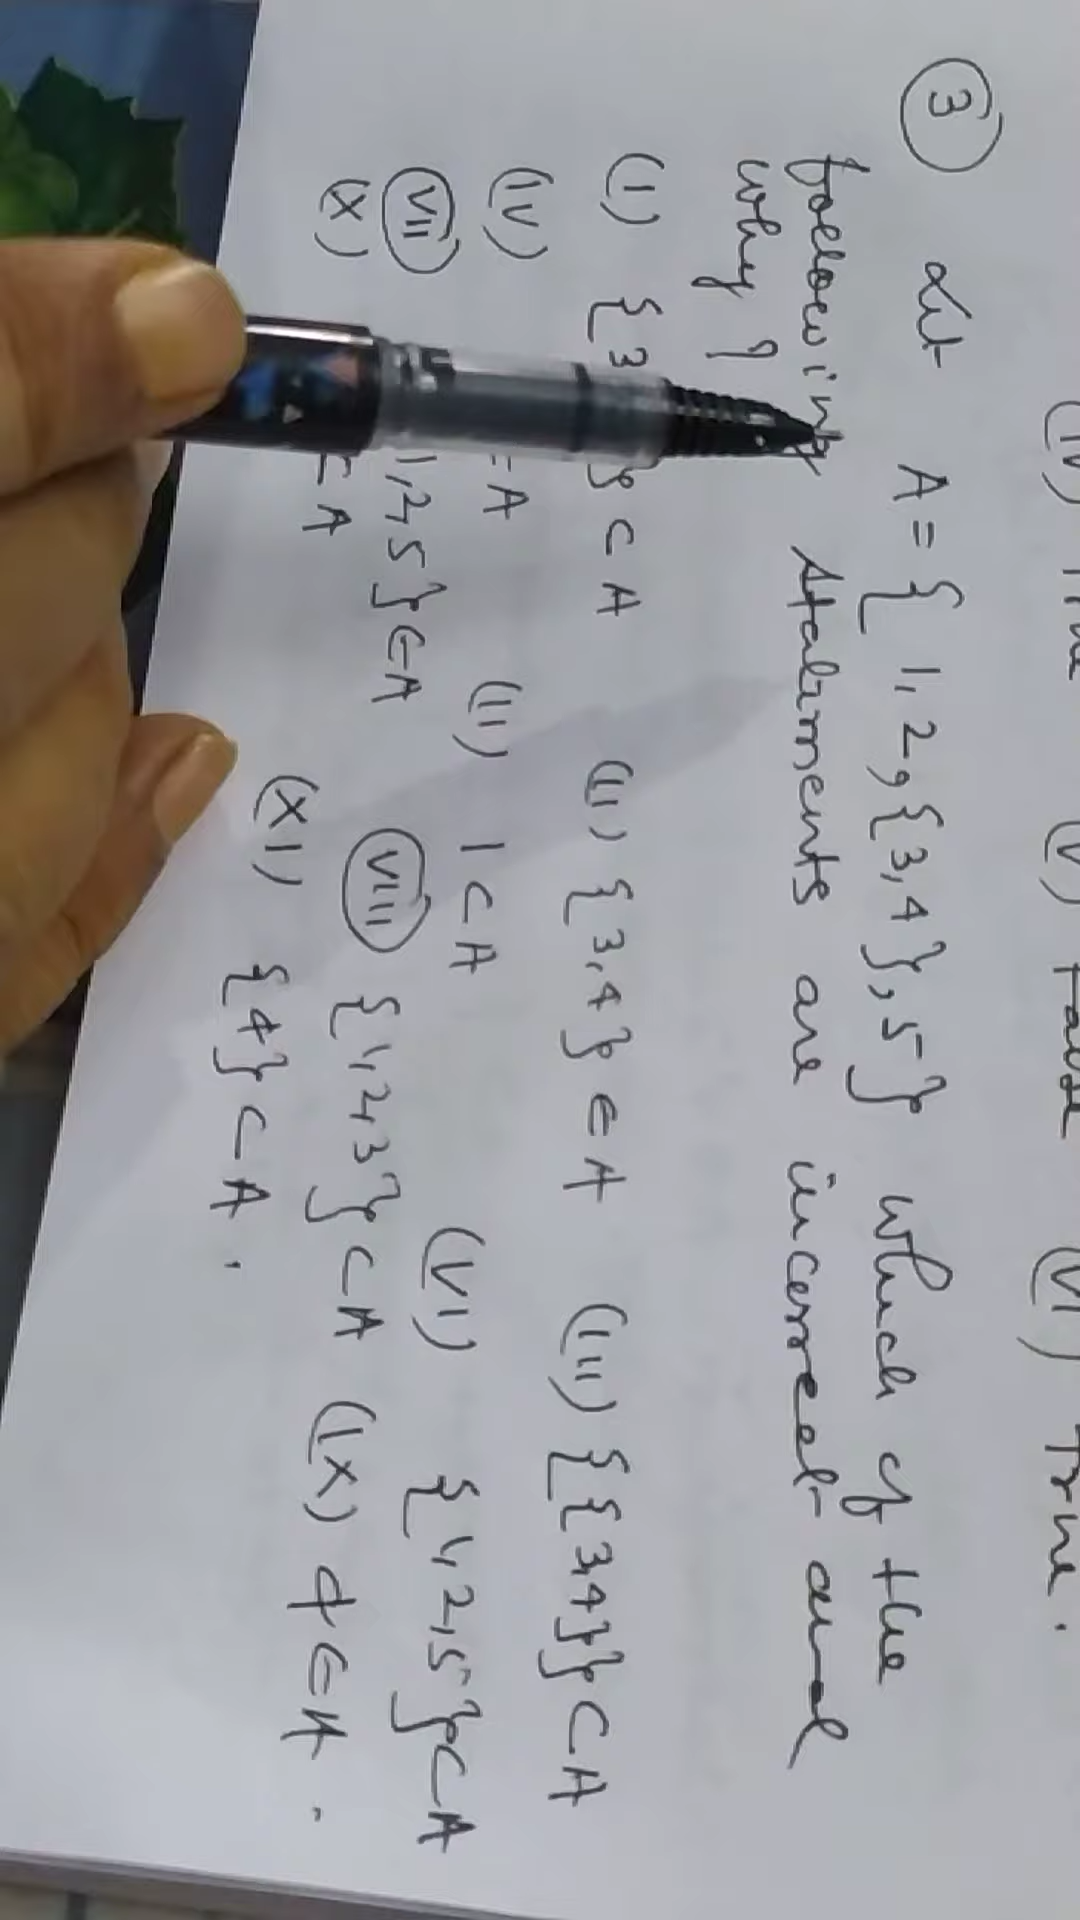 (IV) True (V) False (VI) True.
(3) Let A = { 1, 2, {3, 4}, 5} which of the
following statements are incorrect and
why?
(I) {3 } ⊂ A (II) {3, 4} ∈ A (III) {{3,4}} ⊂ A
(IV) A (II) 1 ⊂ A (VI) {1, 2, 5} ⊂ A
(VII) 1, 2, 5} ∈ A (VIII) {1, 2, 3} ⊂ A (IX) ϕ ∈ A.
(X) A (XI) {4} ⊂ A.